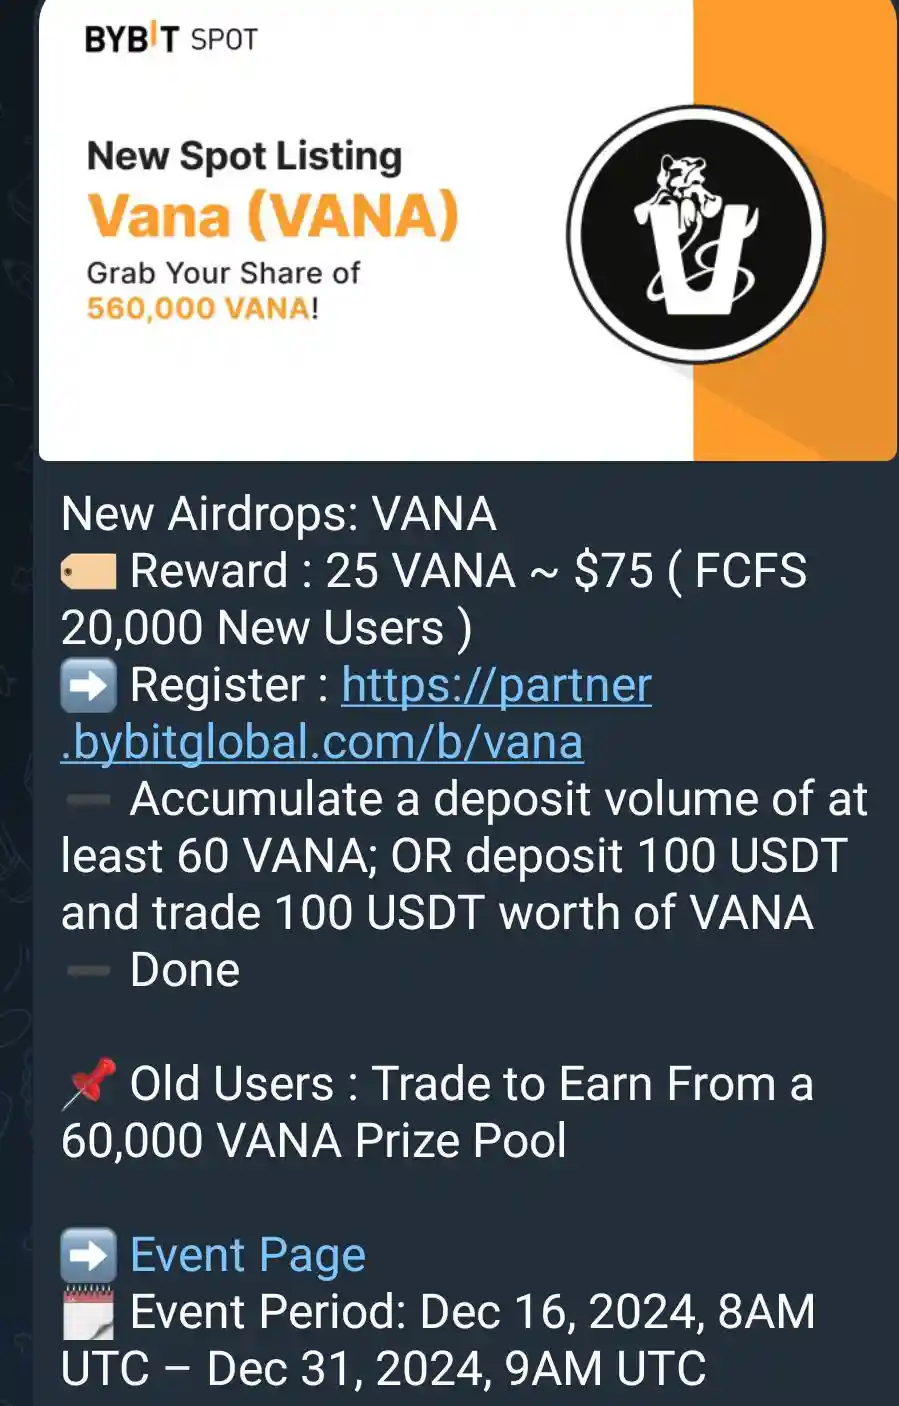 BYBIT SPOT
New Spot Listing
Vana (VANA)
Grab Your Share of
560,000 VANA!
New Airdrops: VANA
🏷️ Reward : 25 VANA ~ $75 ( FCFS
20,000 New Users )
➡️ Register : https://partner
.bybitglobal.com/b/vana
➖ Accumulate a deposit volume of at
least 60 VANA; OR deposit 100 USDT
and trade 100 USDT worth of VANA
➖ Done
📌 Old Users : Trade to Earn From a
60,000 VANA Prize Pool
➡️ Event Page
🗓 Event Period: Dec 16, 2024, 8AM
UTC – Dec 31, 2024, 9AM UTC